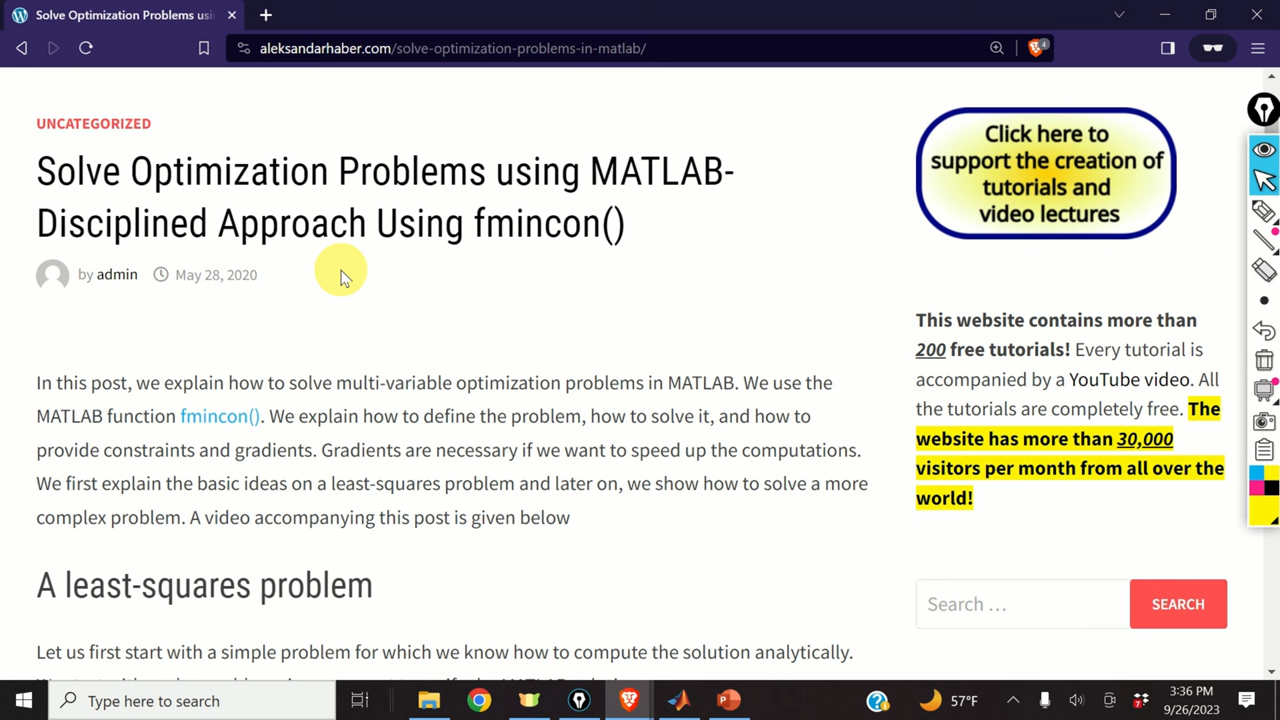 Solve Optimization Problems usi
aleksandarhaber.com/solve-optimization-problems-in-matlab/
4
UNCATEGORIZED
Solve Optimization Problems using MATLAB-
Disciplined Approach Using fmincon()
by admin May 28, 2020
In this post, we explain how to solve multi-variable optimization problems in MATLAB. We use the
MATLAB function fmincon(). We explain how to define the problem, how to solve it, and how to
provide constraints and gradients. Gradients are necessary if we want to speed up the computations.
We first explain the basic ideas on a least-squares problem and later on, we show how to solve a more
complex problem. A video accompanying this post is given below
A least-squares problem
Let us first start with a simple problem for which we know how to compute the solution analytically.
Click here to
support the creation of
tutorials and
video lectures
This website contains more than
200 free tutorials! Every tutorial is
accompanied by a YouTube video. All
the tutorials are completely free. The
website has more than 30,000
visitors per month from all over the
world!
Search …
SEARCH
Type here to search
57°F
3:36 PM
9/26/2023